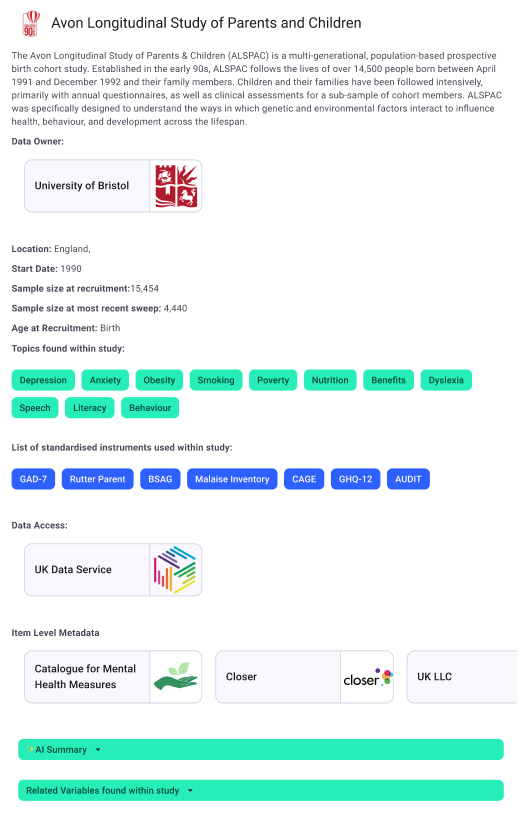 Avon Longitudinal Study of Parents and Children
The Avon Longitudinal Study of Parents & Children (ALSPAC) is a multi-generational, population-based prospective
birth cohort study. Established in the early 90s, ALSPAC follows the lives of over 14,500 people born between April
1991 and December 1992 and their family members. Children and their families have been followed intensively,
primarily with annual questionnaires, as well as clinical assessments for a sub-sample of cohort members. ALSPAC
was specifically designed to understand the ways in which genetic and environmental factors interact to influence
health, behaviour, and development across the lifespan.
Data Owner:
University of Bristol
Location: England,
Start Date: 1990
Sample size at recruitment:15,454
Sample size at most recent sweep: 4,440
Age at Recruitment: Birth
Topics found within study:
Depression Anxiety Obesity Smoking Poverty Nutrition Benefits Dyslexia
Speech Literacy Behaviour
List of standardised instruments used within study:
GAD-7 Rutter Parent BSAG Malaise Inventory CAGE GHQ-12 AUDIT
Data Access:
UK Data Service
Item Level Metadata
Catalogue for Mental
Health Measures
Closer
closer
UK LLC
AI Summary
Related Variables found within study